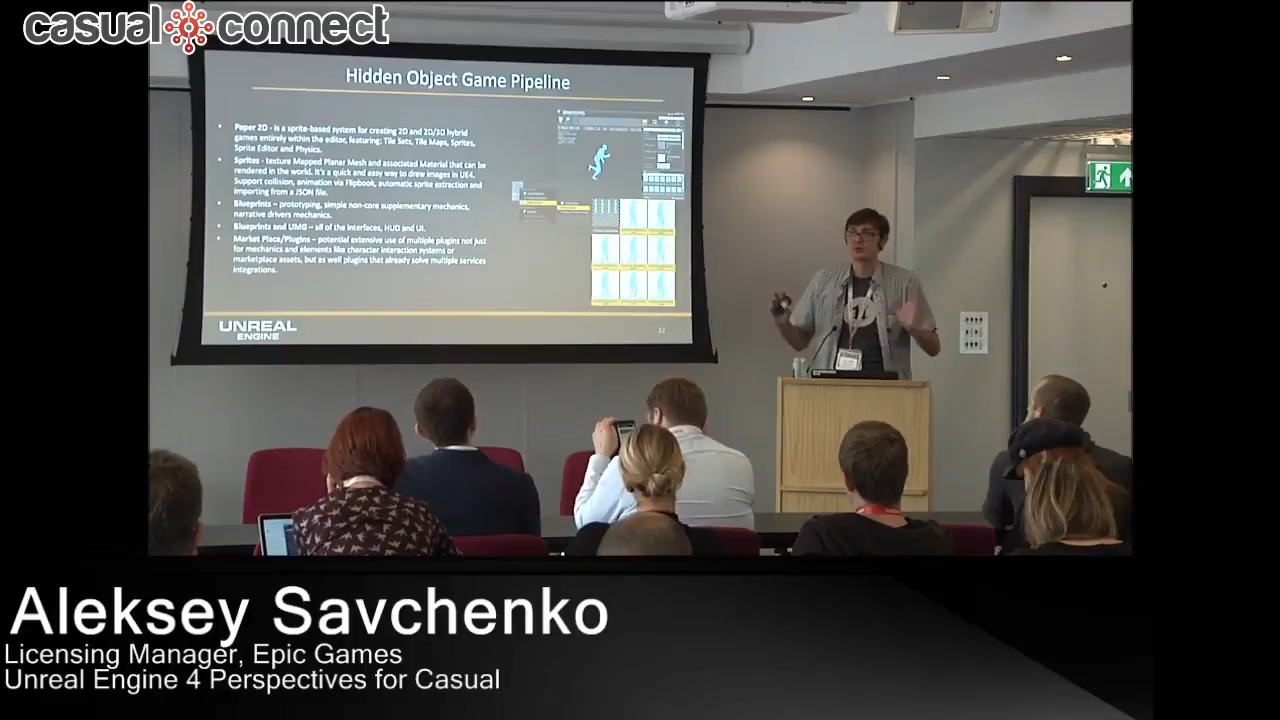 casual connect
Hidden Object Game Pipeline
• Paper 2D - is a sprite-based system for creating 2D and 2D/3D hybrid
games entirely within the editor, featuring: Tile Sets, Tile Maps, Sprites,
Sprite Editor and Physics.
• Sprites - texture Mapped Planar Mesh and associated Material that can be
rendered in the world. It's a quick and easy way to draw images in UE4.
Support collision, animation via Flipbook, automatic sprite extraction and
importing from a JSON file.
• Blueprints – prototyping, simple non-core supplementary mechanics,
narrative drivers mechanics.
• Blueprints and UMG – all of the interfaces, HUD and UI.
• Market Place/Plugins – potential extensive use of multiple plugins not just
for mechanics and elements like character interaction systems or
marketplace assets, but as well plugins that already solve multiple services
integrations.
UNREAL
ENGINE
12
Aleksey Savchenko
Licensing Manager, Epic Games
Unreal Engine 4 Perspectives for Casual